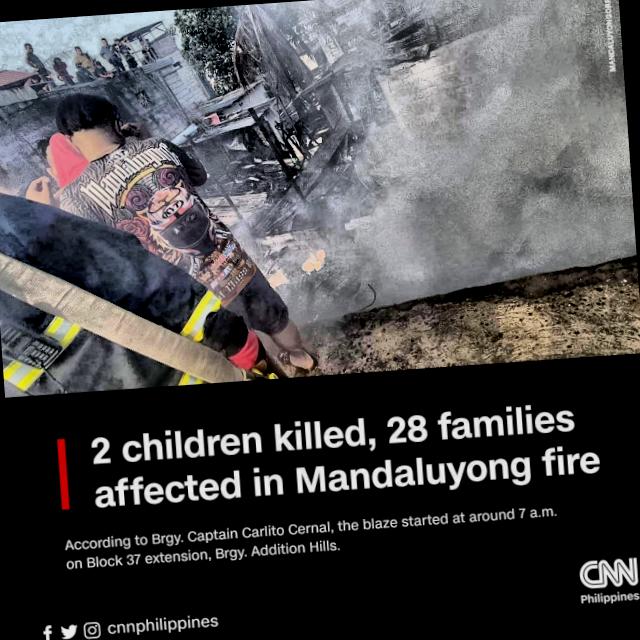 2 children killed, 28 families
affected in Mandaluyong fire
According to Brgy. Captain Carlito Cernal, the blaze started at around 7 a.m.
on Block 37 extension, Brgy. Addition Hills.
CNN
Philippines
cnnphilippines